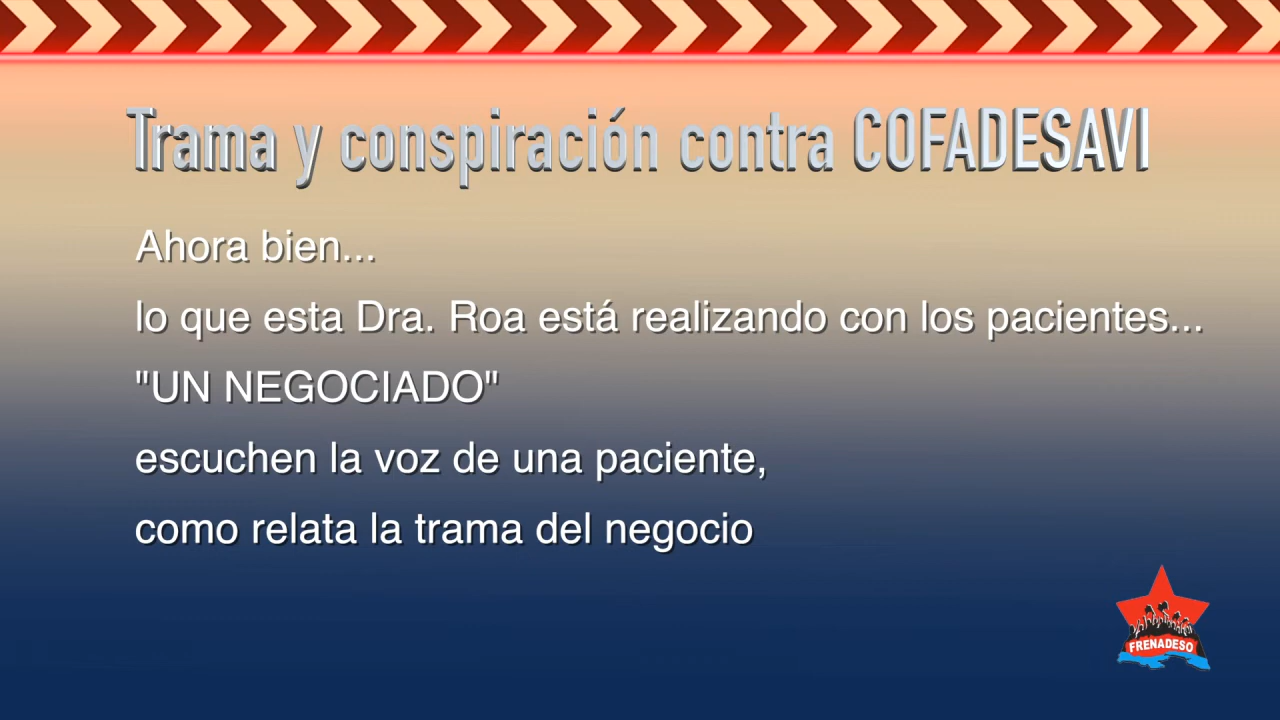 Trama y conspiración contra COFADESAVI
Ahora bien...
lo que esta Dra. Roa está realizando con los pacientes...
"UN NEGOCIADO"
escuchen la voz de una paciente,
como relata la trama del negocio
FRENADESO